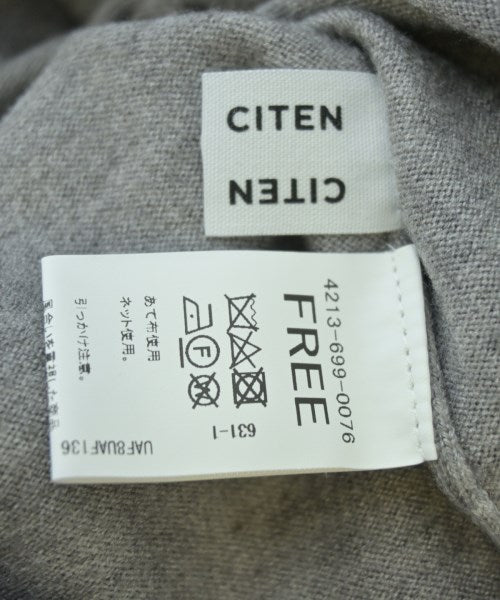 CITEN
CITEN
4213-699-0076
FREE
631-1
あて布使用
ネット使用。
引っかけ注意。
UAF8UAF136